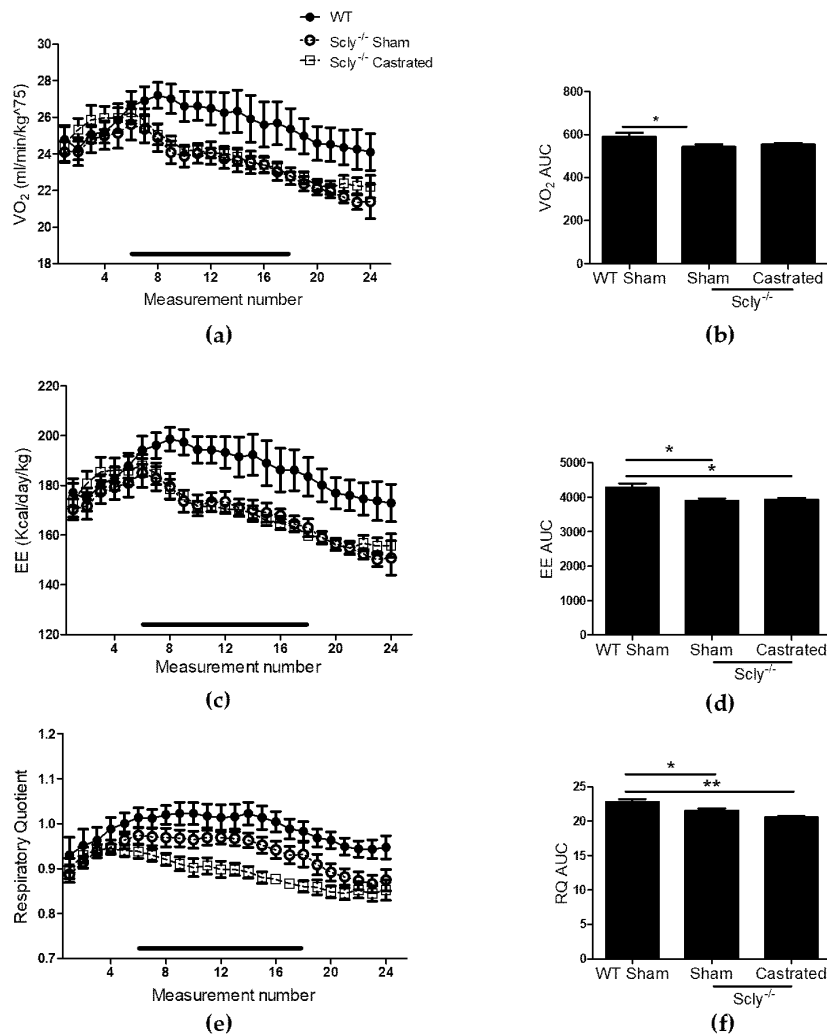 WT
Scly-/- Sham
Scly-/- Castrated
30
28
26
24
22
20
18
VO2 (ml/min/kg^75)
4 8 12 16 20 24
Measurement number
(a)
800
600
400
200
0
VO2 AUC
*
WT Sham Sham Castrated
Scly-/-
(b)
220
200
180
160
140
120
EE (Kcal/day/kg)
4 8 12 16 20 24
Measurement number
(c)
5000
4000
3000
2000
1000
0
EE AUC
*
*
WT Sham Sham Castrated
Scly-/-
(d)
1.2
1.1
1.0
0.9
0.8
0.7
Respiratory Quotient
4 8 12 16 20 24
Measurement number
(e)
25
20
15
10
5
0
RQ AUC
*
**
WT Sham Sham Castrated
Scly-/-
(f)